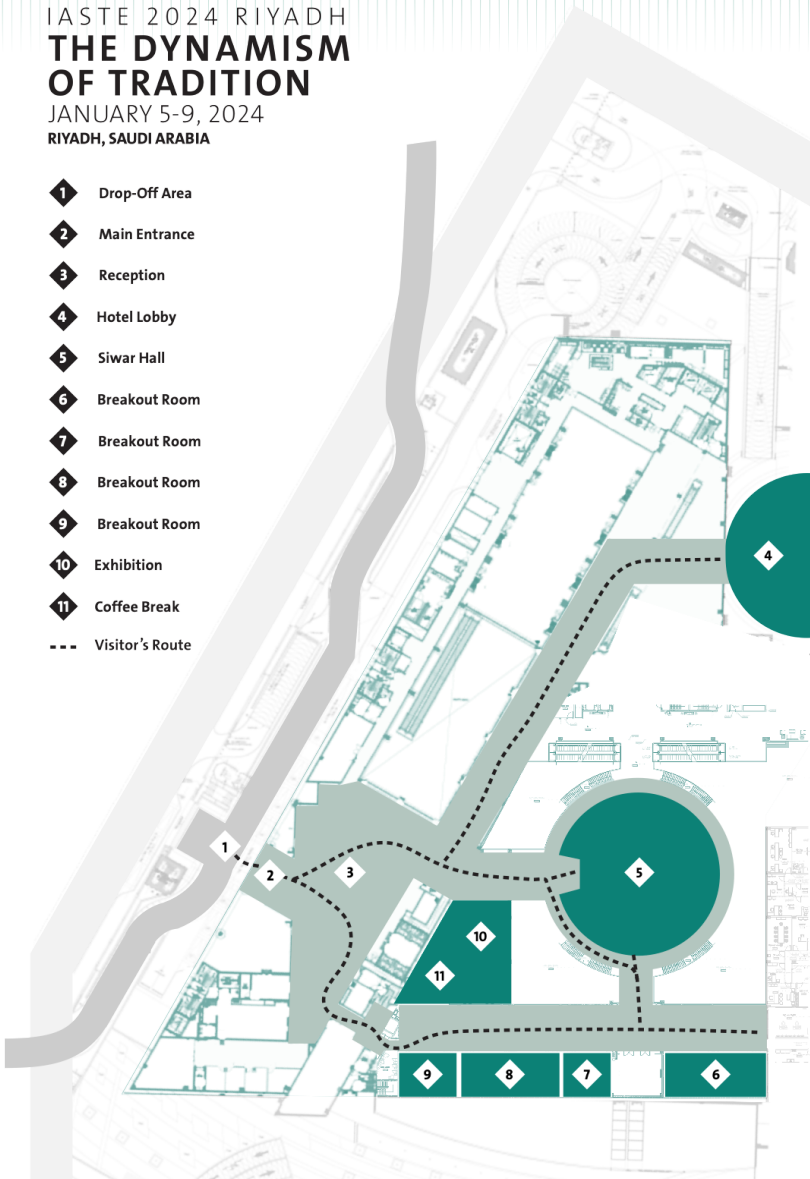 IASTE 2024 RIYADH
THE DYNAMISM
OF TRADITION
JANUARY 5-9, 2024
RIYADH, SAUDI ARABIA
1 Drop-Off Area
2 Main Entrance
3 Reception
4 Hotel Lobby
5 Siwar Hall
6 Breakout Room
7 Breakout Room
8 Breakout Room
9 Breakout Room
10 Exhibition
11 Coffee Break
Visitor's Route
4
1
2
3
5
10
11
9
8
7
6